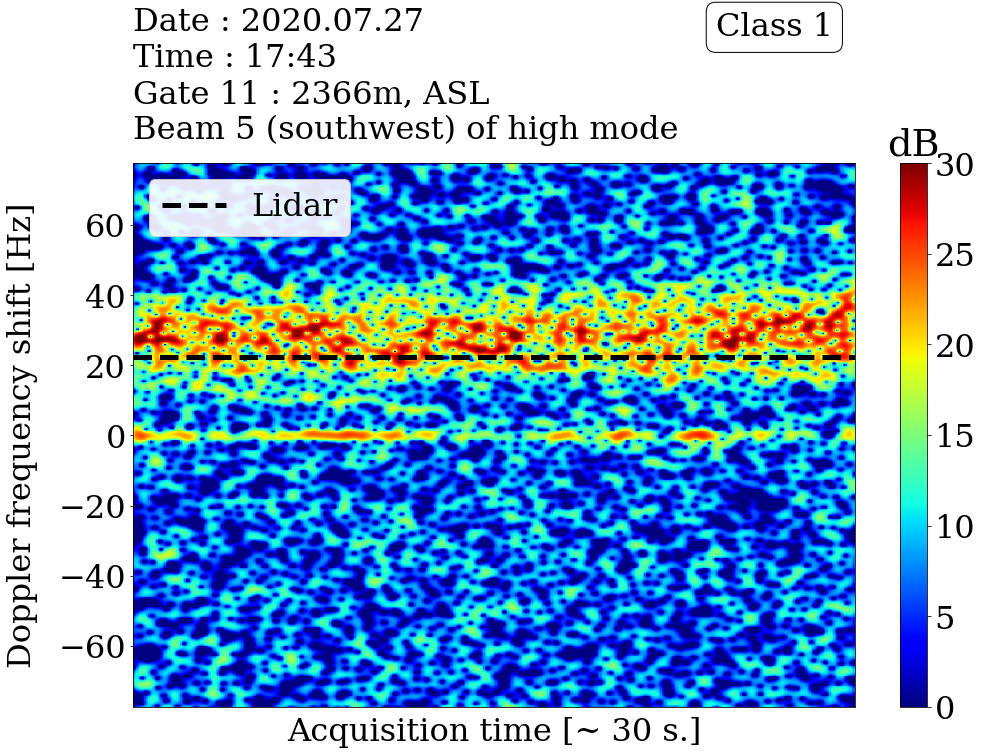 Date : 2020.07.27
Time : 17:43
Gate 11 : 2366m, ASL
Beam 5 (southwest) of high mode
Class 1
dB
Lidar
Doppler frequency shift [Hz]
60
40
20
0
−20
−40
−60
30
25
20
15
10
5
0
Acquisition time [~ 30 s.]